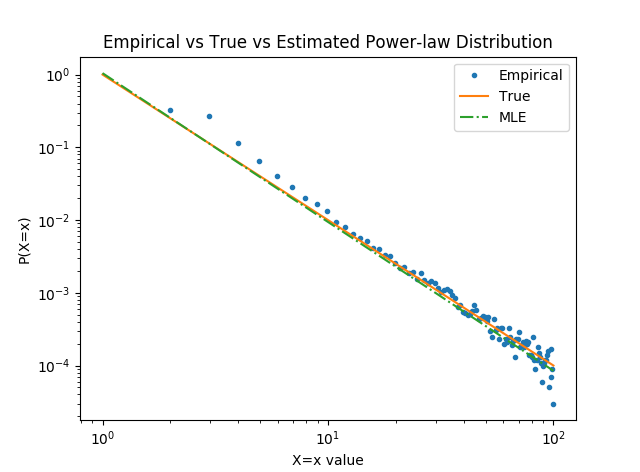 Empirical vs True vs Estimated Power-law Distribution
Empirical
True
MLE
P(X=x)
10⁰
10⁻¹
10⁻²
10⁻³
10⁻⁴
10⁰ 10¹ 10²
X=x value